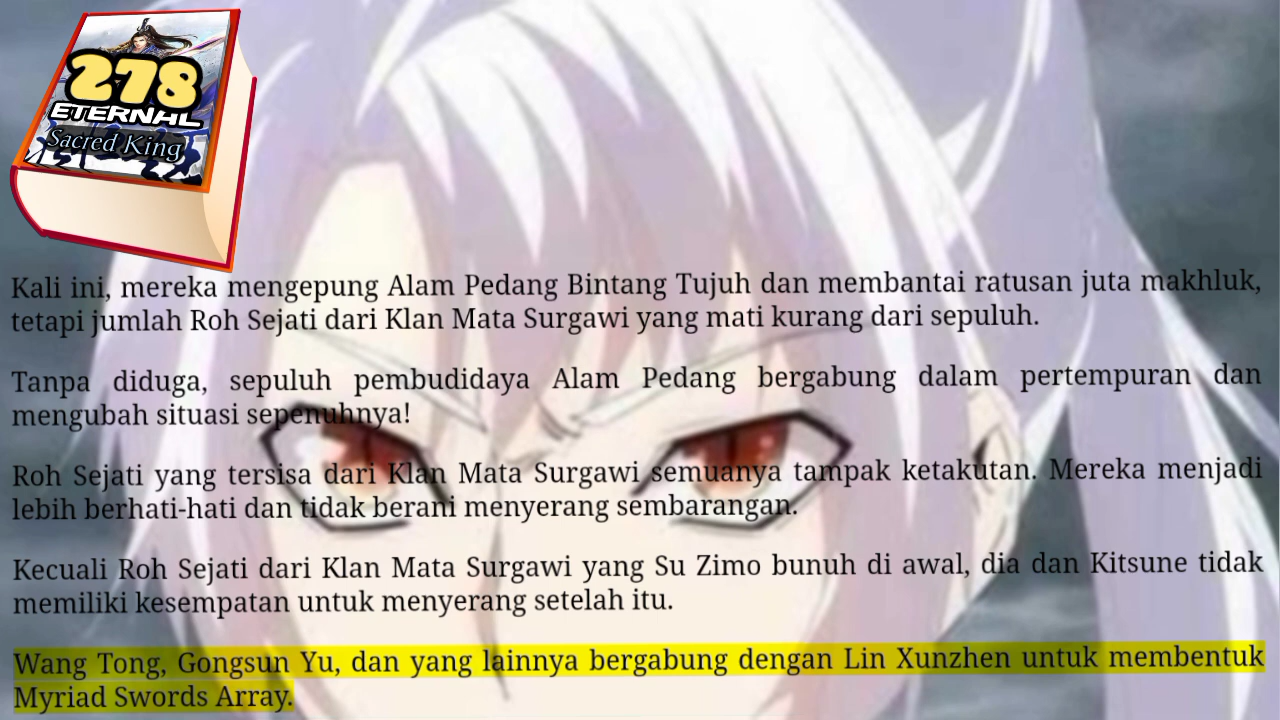 278
ETERNAL
Sacred King
Kali ini, mereka mengepung Alam Pedang Bintang Tujuh dan membantai ratusan juta makhluk,
tetapi jumlah Roh Sejati dari Klan Mata Surgawi yang mati kurang dari sepuluh.
Tanpa diduga, sepuluh pembudidaya Alam Pedang bergabung dalam pertempuran dan
mengubah situasi sepenuhnya!
Roh Sejati yang tersisa dari Klan Mata Surgawi semuanya tampak ketakutan. Mereka menjadi
lebih berhati-hati dan tidak berani menyerang sembarangan.
Kecuali Roh Sejati dari Klan Mata Surgawi yang Su Zimo bunuh di awal, dia dan Kitsune tidak
memiliki kesempatan untuk menyerang setelah itu.
Wang Tong, Gongsun Yu, dan yang lainnya bergabung dengan Lin Xunzhen untuk membentuk
Myriad Swords Array.